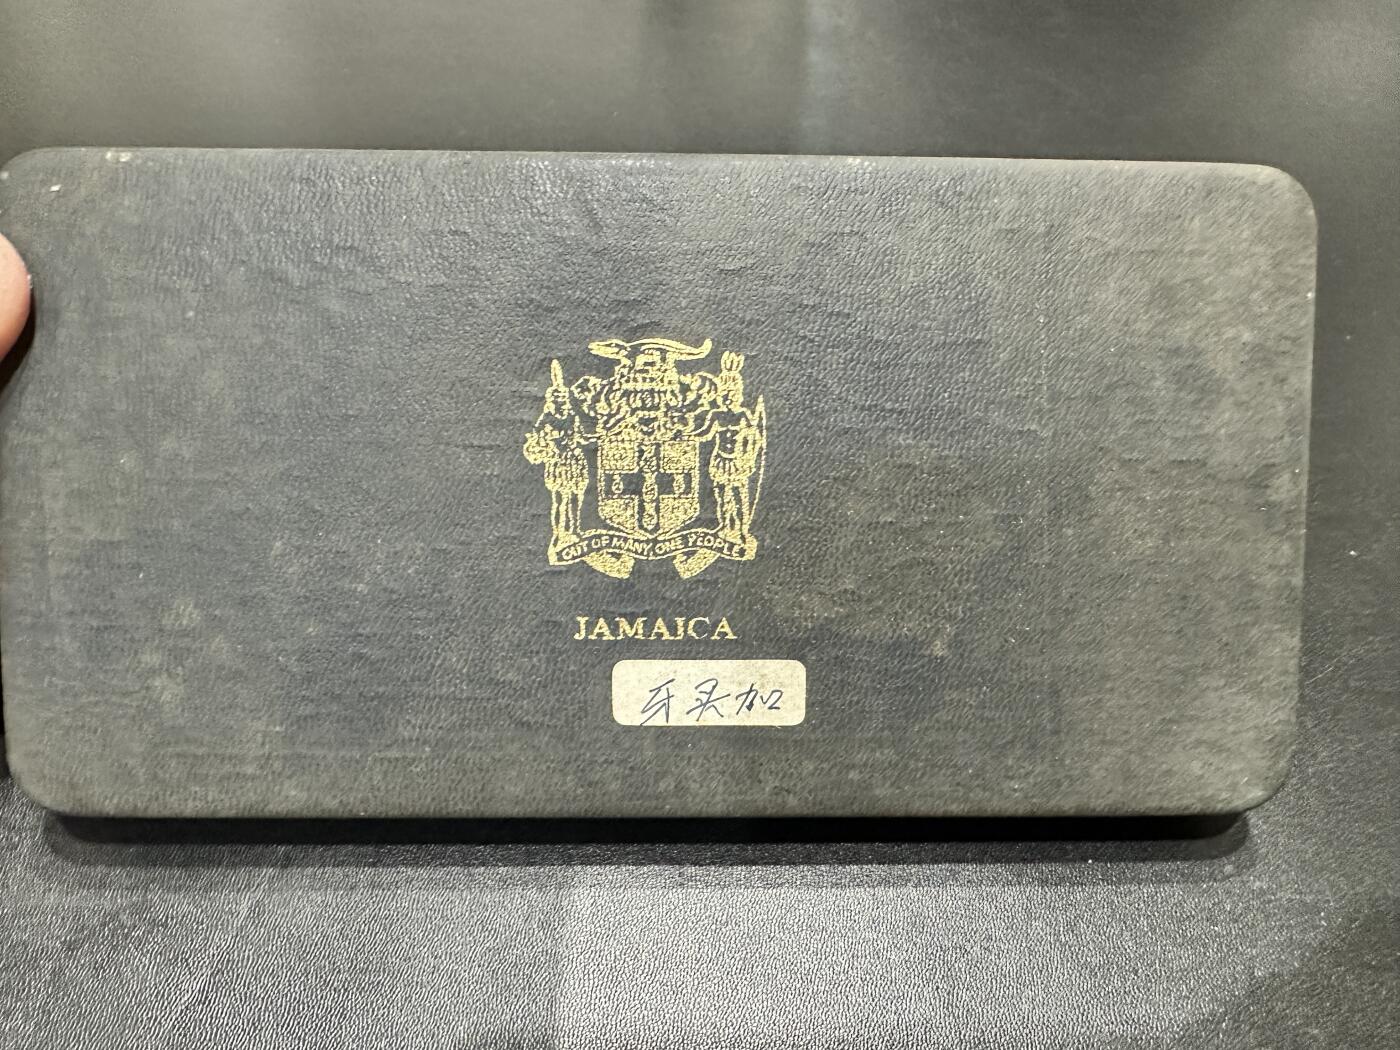 OUT OF MANY, ONE PEOPLE
JAMAICA
牙买加